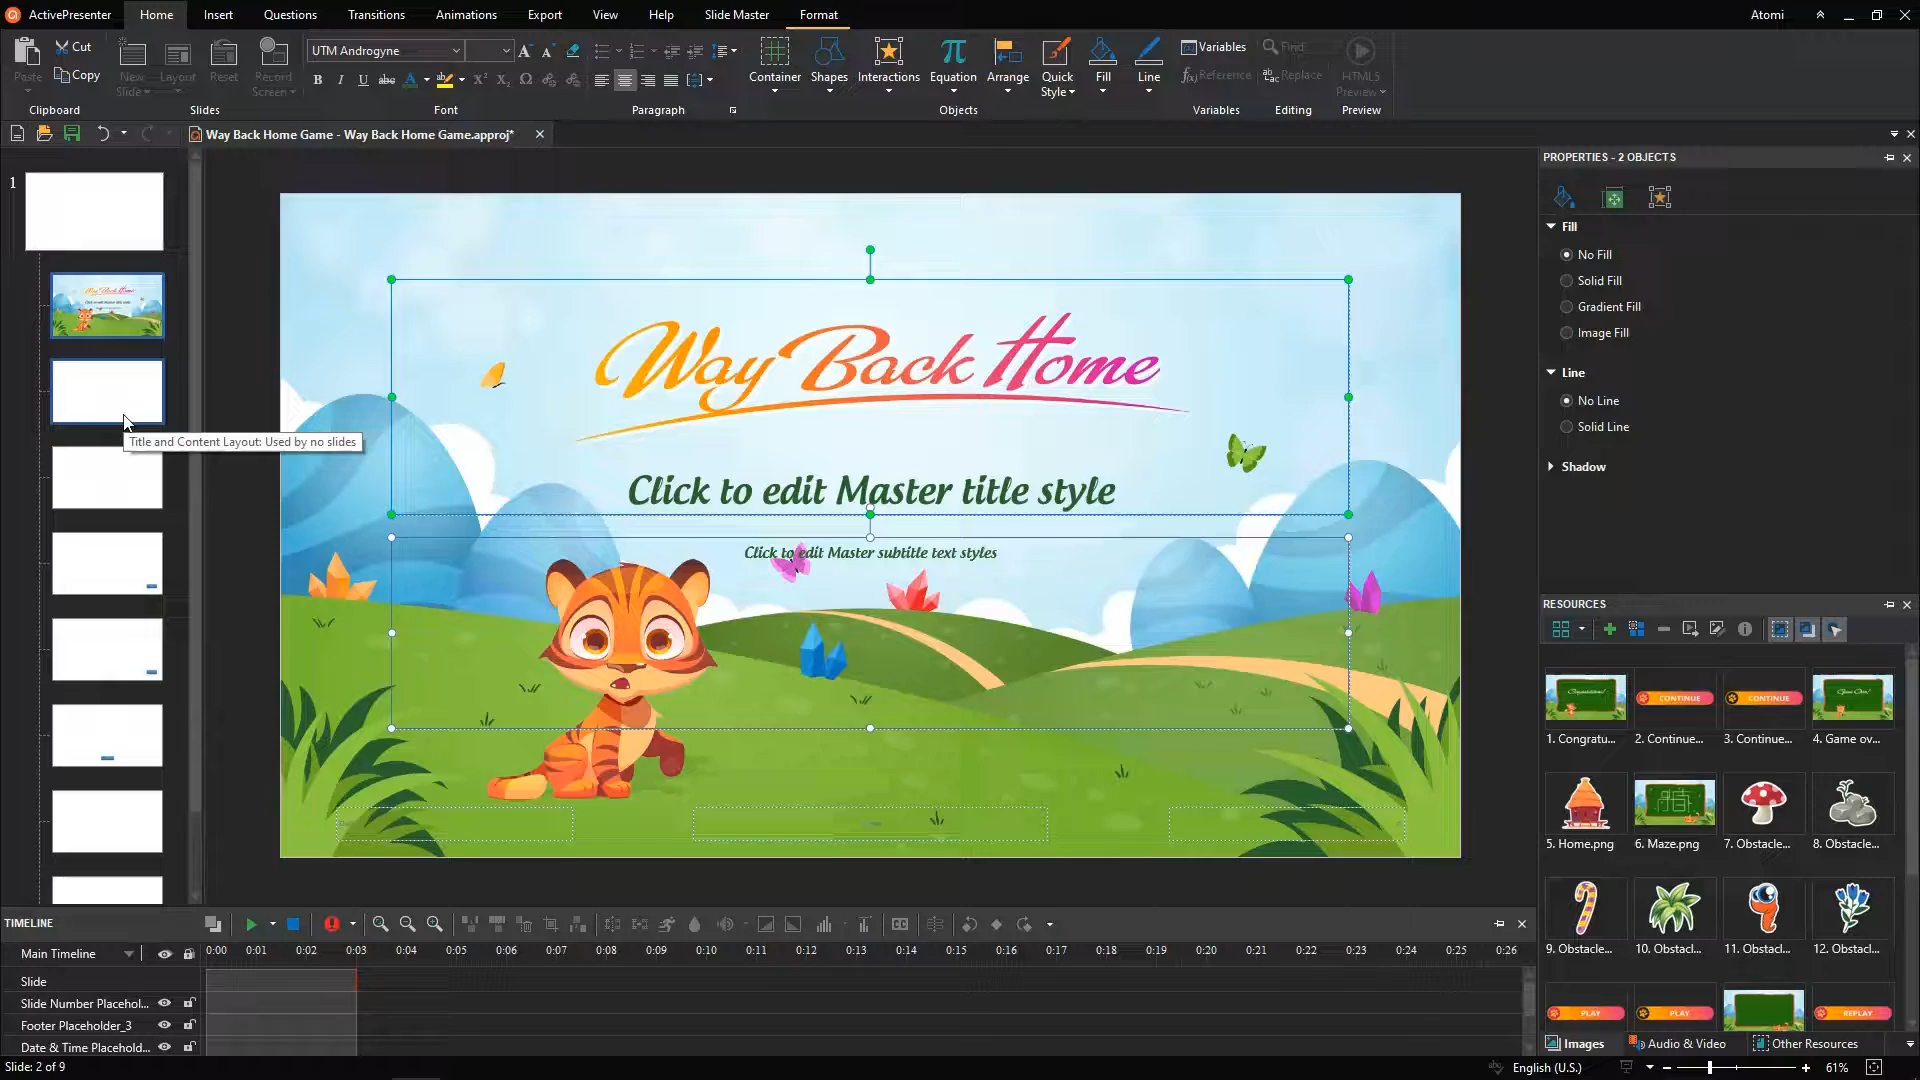 ActivePresenter
Home
Insert
Questions
Transitions
Animations
Export
View
Help
Slide Master
Format
Atomi
Paste
Cut
Copy
Clipboard
New
Slide
Layout
Reset
Record
Screen
Slides
UTM Androgyne
Font
Paragraph
Container
Shapes
Interactions
Equation
Arrange
Quick
Style
Fill
Line
Objects
Variables
Reference
Variables
Find
Replace
Editing
HTML5
Preview
Preview
Way Back Home Game - Way Back Home Game.approj*
1
Title and Content Layout: Used by no slides
Way Back Home
Click to edit Master title style
Click to edit Master subtitle text styles
PROPERTIES - 2 OBJECTS
Fill
No Fill
Solid Fill
Gradient Fill
Image Fill
Line
No Line
Solid Line
Shadow
RESOURCES
CONTINUE
CONTINUE
1. Congratu...
2. Continue...
3. Continue...
4. Game ov...
5. Home.png
6. Maze.png
7. Obstacle...
8. Obstacle...
9. Obstacle...
10. Obstacl...
11. Obstacl...
12. Obstacl...
PLAY
PLAY
REPLAY
Images
Audio & Video
Other Resources
TIMELINE
CC
Main Timeline
0:00 0:01 0:02 0:03 0:04 0:05 0:06 0:07 0:08 0:09 0:10 0:11 0:12 0:13 0:14 0:15 0:16 0:17 0:18 0:19 0:20 0:21 0:22 0:23 0:24 0:25 0:26
Slide
Slide Number Placehol...
Footer Placeholder_3
Date & Time Placehold...
Slide: 2 of 9
English (U.S.)
61%